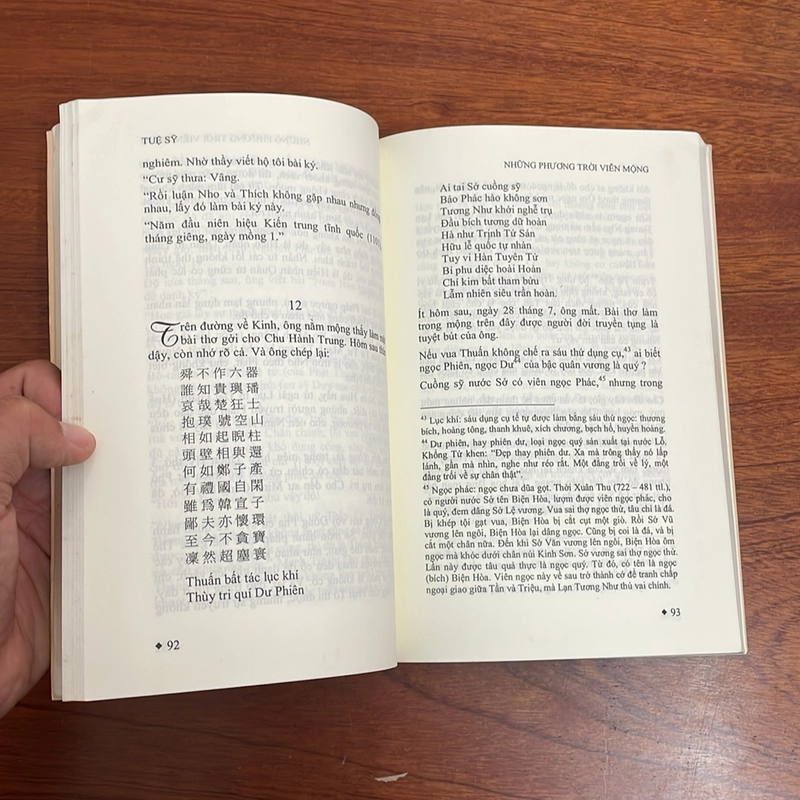 TUỆ SỸ
nghiêm. Nhờ thầy viết hộ tôi bài ký.
“Cư sỹ thưa: Vâng.
“Rồi luận Nho và Thích không gặp nhau nhưng
nhau, lấy đó làm bài ký này.
“Năm đầu niên hiệu Kiến trung tĩnh quốc
tháng giêng, ngày mồng 1.”
12
Trên đường về Kinh, ông nằm mộng thấy làm
bài thơ gởi cho Chu Hành Trung. Hôm sau
dậy, còn nhớ rõ cả. Và ông chép lại:
舜不作六器
誰知貴璵璠
哀哉楚狂士
抱璞號空山
相如起睨柱
頭壁相與還
何如鄭子產
有禮國自閑
雖爲韓宣子
鄙夫亦懷環
至今不貪寶
凜然超塵寰
Thuấn bất tác lục khí
Thùy tri quí Dư Phiên
❖ 92
NHỮNG PHƯƠNG TRỜI VIỄN MỘNG
Ai tai Sở cuồng sỹ
Bảo Phác hào không sơn
Tương Như khởi nghễ trụ
Đầu bích tương dữ hoàn
Hà như Trịnh Tử Sản
Hữu lễ quốc tự nhàn
Tuy vi Hàn Tuyên Tử
Bỉ phu diệc hoài Hoàn
Chí kim bất tham bửu
Lẫm nhiên siêu trần hoàn.
Ít hôm sau, ngày 28 tháng 7, ông mất. Bài thơ làm
trong mộng trên đây được người đời truyền tụng là
tuyệt bút của ông.
Nếu vua Thuấn không chế ra sáu thứ dụng cụ,43 ai biết
ngọc Phiên, ngọc Dư44 của bậc quân vương là quý ?
Cuồng sỹ nước Sở có viên ngọc Phác,45 nhưng trong
43 Lục khí: sáu dụng cụ tế tự được làm bằng sáu thứ ngọc: thương
bích, hoàng tông, thanh khuê, xích chương, bạch hổ, huyền hoàng.
44 Dư phiên, hay phiên dư, loại ngọc quý sản xuất tại nước Lỗ,
Khổng Tử khen: “Đẹp thay phiên dư. Xa mà trông thấy nó lấp
lánh, gần mà nhìn, nghe như réo rắt. Một đằng trổi về lý, một
đằng trổi về sự chân thật”.
45 Ngọc phác: ngọc chưa dũa gọt. Thời Xuân Thu (722 – 481 ttl.),
có người nước Sở tên Biện Hòa, lượm được viên ngọc phác, cho
là quý, đem dâng Sở Lệ vương. Vua sai thợ ngọc thử, tâu chỉ là đá.
Bị khép tội gạt vua, Biện Hòa bị cắt cụt một giò. Rồi Sở Vũ
vương lên ngôi, Biện Hòa lại dâng ngọc. Cũng bị coi là đá, và bị
cắt một chân nữa. Đến khi Sở Văn vương lên ngôi, Biện Hòa ôm
ngọc mà khóc dưới chân núi Kinh Sơn. Sở vương sai thợ ngọc thử.
Lần này được tâu quả thực là ngọc quý. Từ đó, có tên là ngọc
(bích) Biện Hòa. Viên ngọc này về sau trở thành cớ để tranh chấp
ngoại giao giữa Tần và Triệu, mà Lạn Tương Như thủ vai chính.
❖ 93